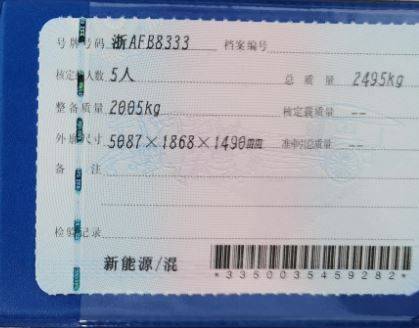 号牌号码 浙AFB8333 档案编号
核定载人数 5人 总质量 2495kg
整备质量 2005kg 核定载质量 --
外廓尺寸 5087×1868×1490mm 准牵引总质量 --
备注
检验记录
新能源/混
*3350035459282*